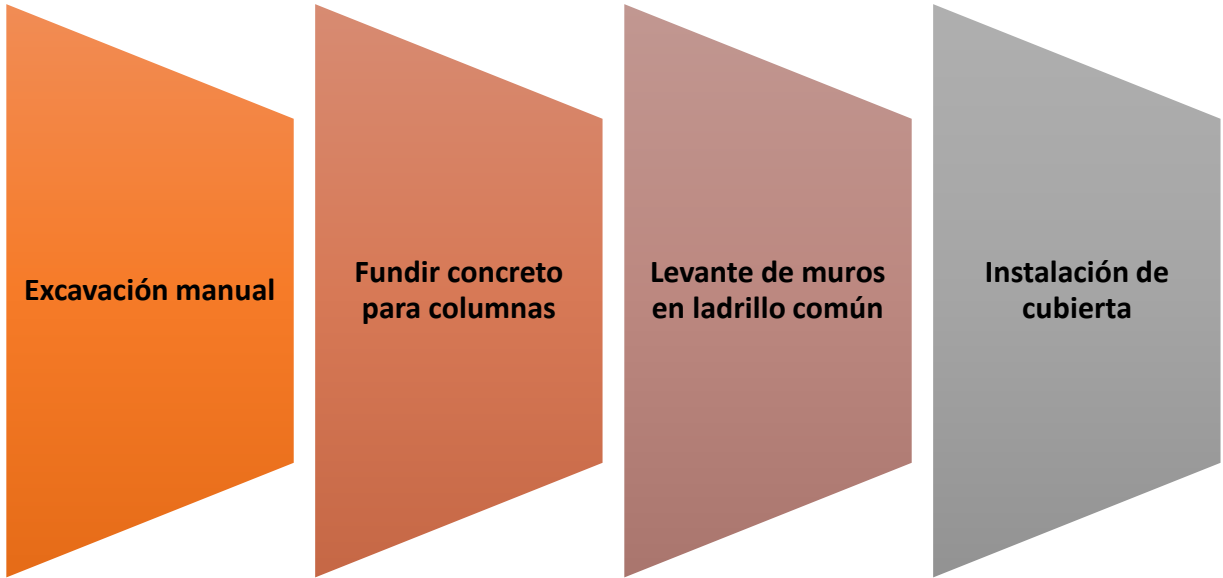 Excavación manual
Fundir concreto
para columnas
Levante de muros
en ladrillo común
Instalación de
cubierta